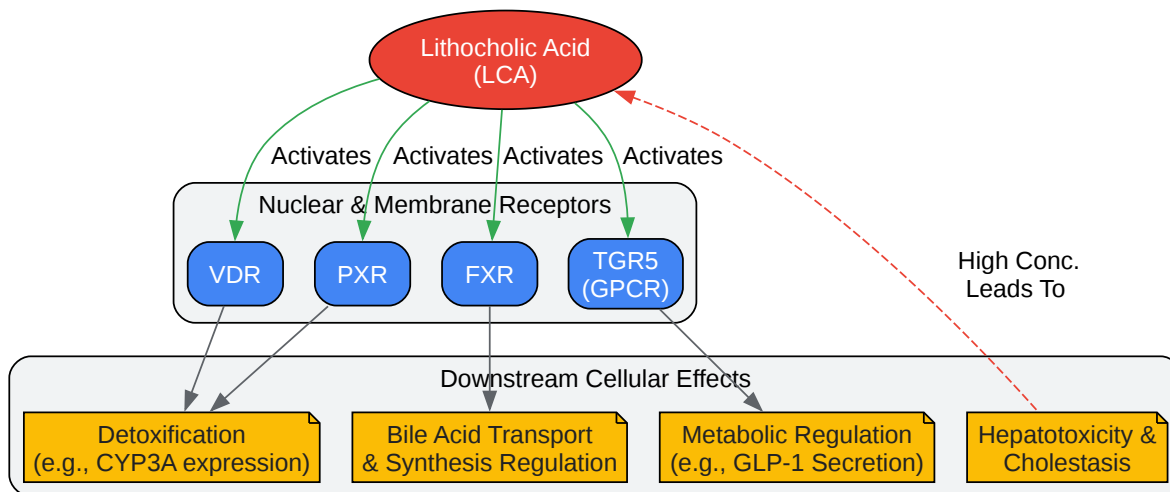 Lithocholic Acid
(LCA)
Activates
Activates
Activates
Activates
Nuclear & Membrane Receptors
VDR
PXR
FXR
TGR5
(GPCR)
High Conc.
Leads To
Downstream Cellular Effects
Detoxification
(e.g., CYP3A expression)
Bile Acid Transport
& Synthesis Regulation
Metabolic Regulation
(e.g., GLP-1 Secretion)
Hepatotoxicity &
Cholestasis